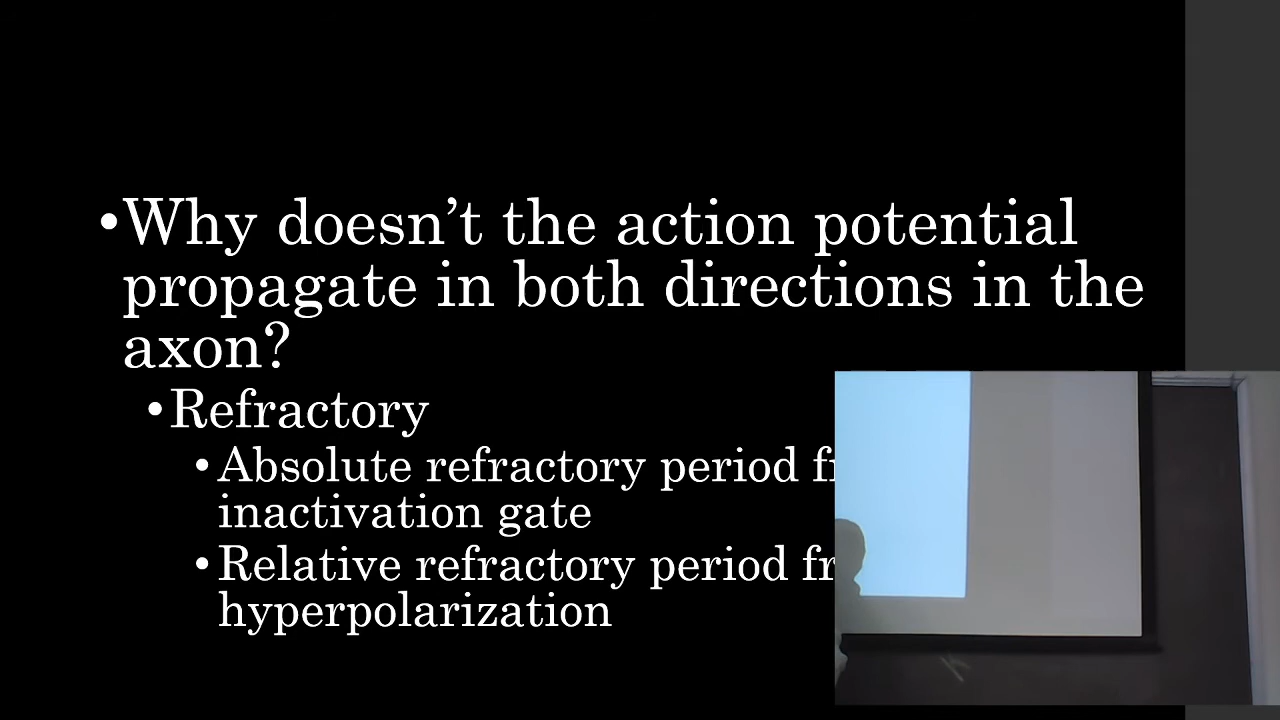 •Why doesn’t the action potential
propagate in both directions in the
axon?
•Refractory
•Absolute refractory period
inactivation gate
•Relative refractory period
hyperpolarization